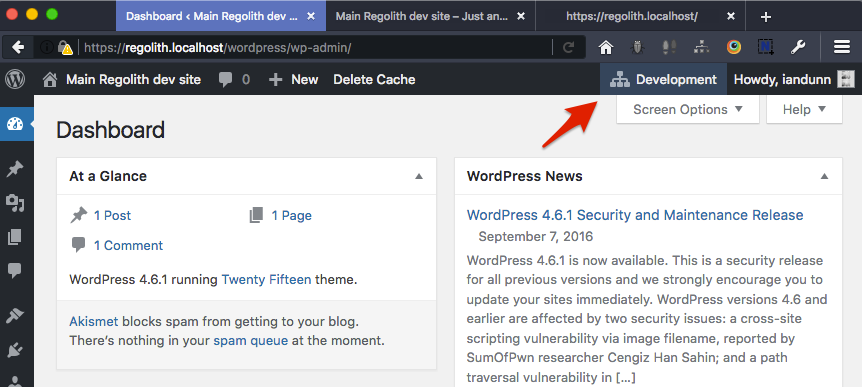 Dashboard ‹ Main Regolith dev ... ×
Main Regolith dev site – Just an... ×
https://regolith.localhost/ ×
+
https://regolith.localhost/wordpress/wp-admin/
Main Regolith dev site 0 + New Delete Cache Development Howdy, iandunn
Screen Options ▼ Help ▼
Dashboard
At a Glance
1 Post 1 Page
1 Comment
WordPress 4.6.1 running Twenty Fifteen theme.
Akismet blocks spam from getting to your blog.
There’s nothing in your spam queue at the moment.
WordPress News
WordPress 4.6.1 Security and Maintenance Release
September 7, 2016
WordPress 4.6.1 is now available. This is a security release
for all previous versions and we strongly encourage you to
update your sites immediately. WordPress versions 4.6 and
earlier are affected by two security issues: a cross-site
scripting vulnerability via image filename, reported by
SumOfPwn researcher Cengiz Han Sahin; and a path
traversal vulnerability in […]